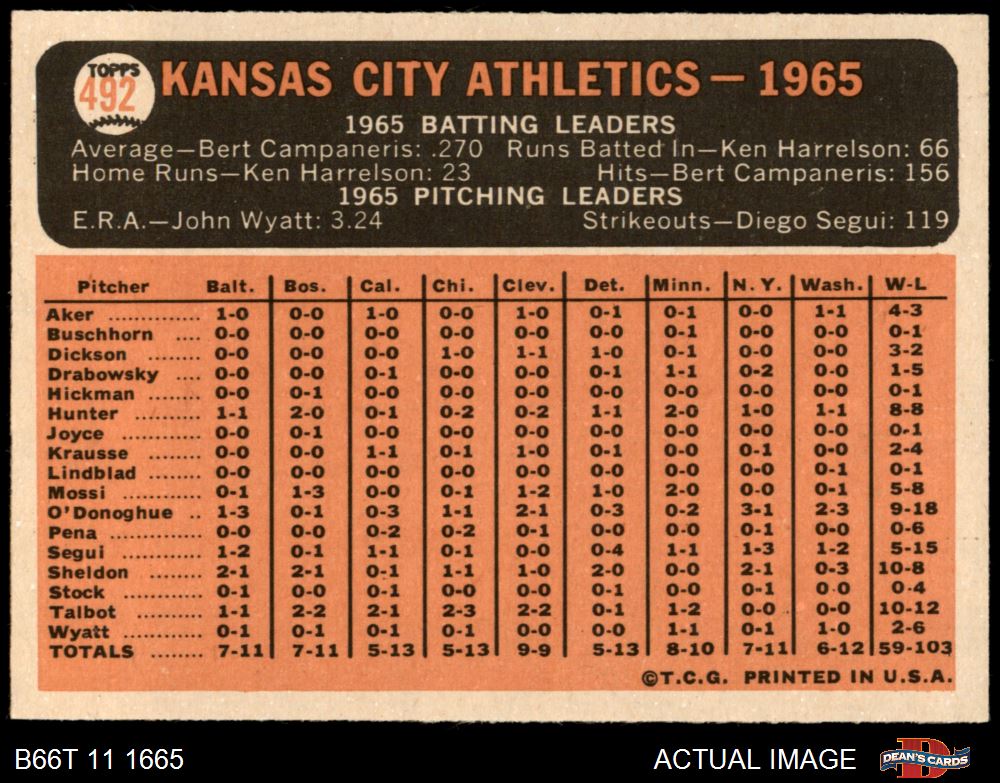 TOPPS
492
KANSAS CITY ATHLETICS — 1965
1965 BATTING LEADERS
Average—Bert Campaneris: .270 Runs Batted In—Ken Harrelson: 66
Home Runs—Ken Harrelson: 23 Hits—Bert Campaneris: 156
1965 PITCHING LEADERS
E.R.A.—John Wyatt: 3.24 Strikeouts—Diego Segui: 119
Pitcher Balt. Bos. Cal. Chi. Clev. Det. Minn. N.Y. Wash. W-L
Aker .............. 1-0 0-0 1-0 0-0 1-0 0-1 0-1 0-0 1-1 4-3
Buschhorn .... 0-0 0-0 0-0 0-0 0-0 0-0 0-0 0-0 0-0 0-1
Dickson ........ 0-0 0-0 0-0 1-0 1-1 1-0 0-1 0-0 0-0 3-2
Drabowsky .... 0-0 0-0 0-1 0-0 0-0 0-1 1-1 0-2 0-0 1-5
Hickman ........ 0-0 0-1 0-0 0-0 0-0 0-0 0-0 0-0 0-0 0-1
Hunter .......... 1-1 2-0 0-1 0-2 0-2 1-1 2-0 1-0 1-1 8-8
Joyce ............ 0-0 0-1 0-0 0-0 0-0 0-0 0-0 0-0 0-0 0-1
Krausse ........ 0-0 0-0 1-1 0-1 1-0 0-1 0-0 0-1 0-0 2-4
Lindblad ........ 0-0 0-0 0-0 0-0 0-0 0-0 0-0 0-0 0-1 0-1
Mossi ............ 0-1 1-3 0-0 0-1 1-2 1-0 2-0 0-0 0-1 5-8
O'Donoghue .. 1-3 0-1 0-3 1-1 2-1 0-3 0-2 3-1 2-3 9-18
Pena .............. 0-0 0-0 0-2 0-2 0-1 0-0 0-0 0-1 0-0 0-6
Segui ............ 1-2 0-1 1-1 0-1 0-0 0-4 1-1 1-3 1-2 5-15
Sheldon ........ 2-1 2-1 0-1 1-1 1-0 2-0 0-0 2-1 0-3 10-8
Stock ............ 0-1 0-0 0-1 0-0 0-0 0-1 0-0 0-1 0-0 0-4
Talbot ............ 1-1 2-2 2-1 2-3 2-2 0-1 1-2 0-0 0-0 10-12
Wyatt ............ 0-1 0-1 0-1 0-1 0-0 0-0 1-1 0-1 1-0 2-6
TOTALS ........ 7-11 7-11 5-13 5-13 9-9 5-13 8-10 7-11 6-12 59-103
©T.C.G. PRINTED IN U.S.A.
B66T 11 1665 ACTUAL IMAGE DEAN'S CARDS